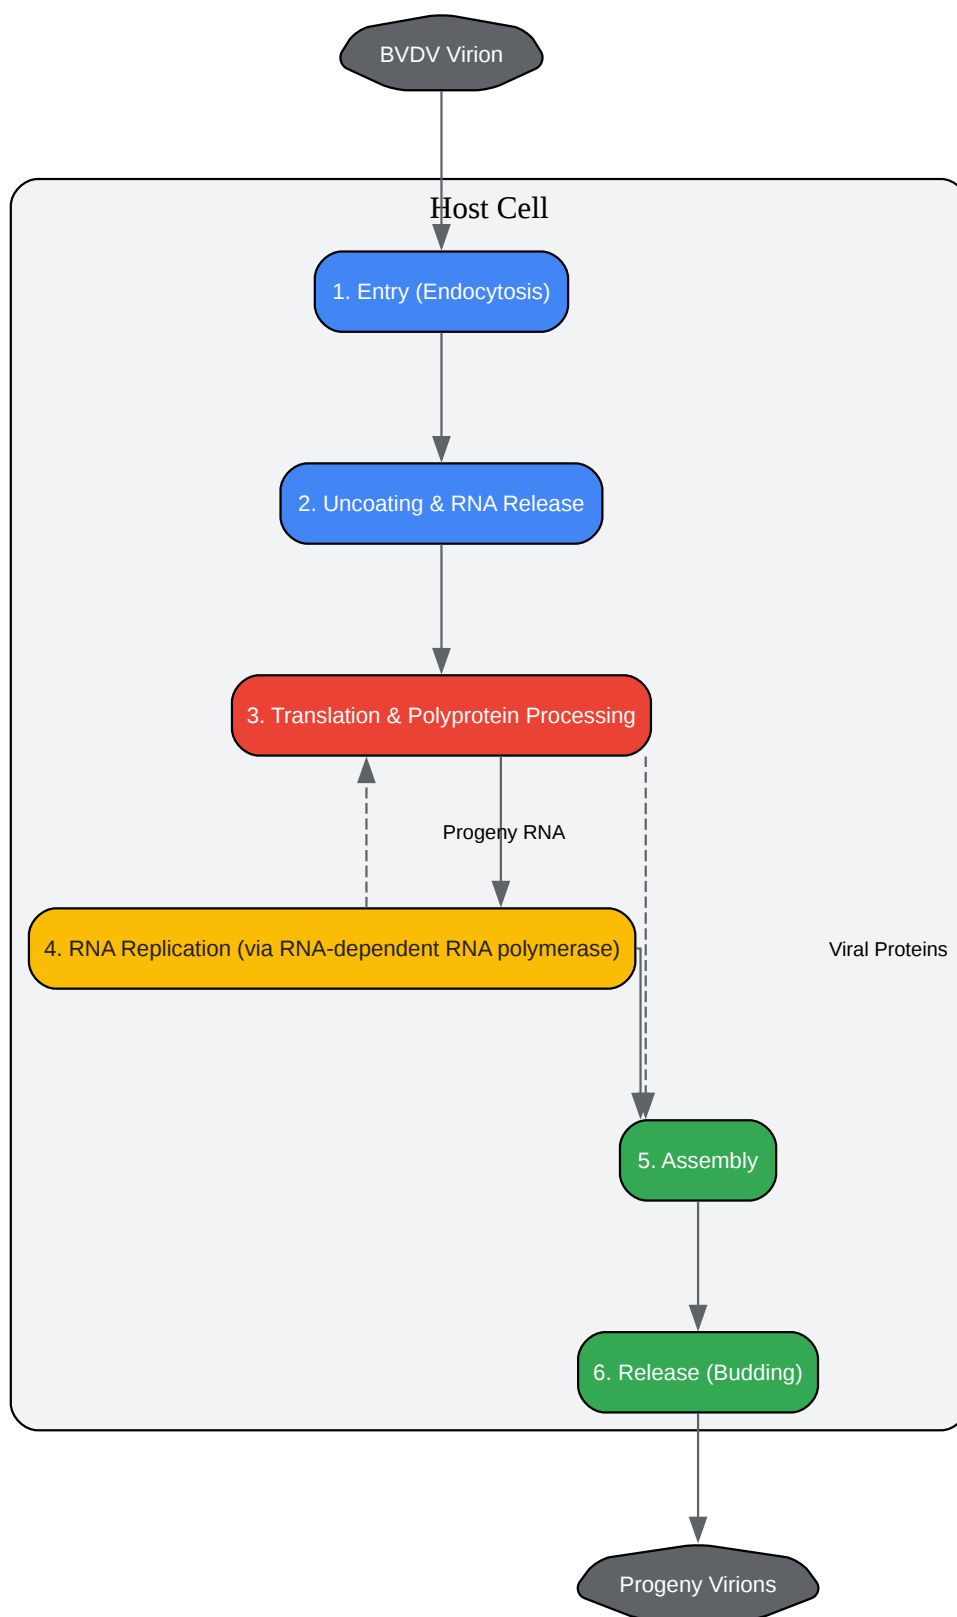 BVDV Virion
Host Cell
1. Entry (Endocytosis)
2. Uncoating & RNA Release
3. Translation & Polyprotein Processing
Progeny RNA
4. RNA Replication (via RNA-dependent RNA polymerase)
Viral Proteins
5. Assembly
6. Release (Budding)
Progeny Virions